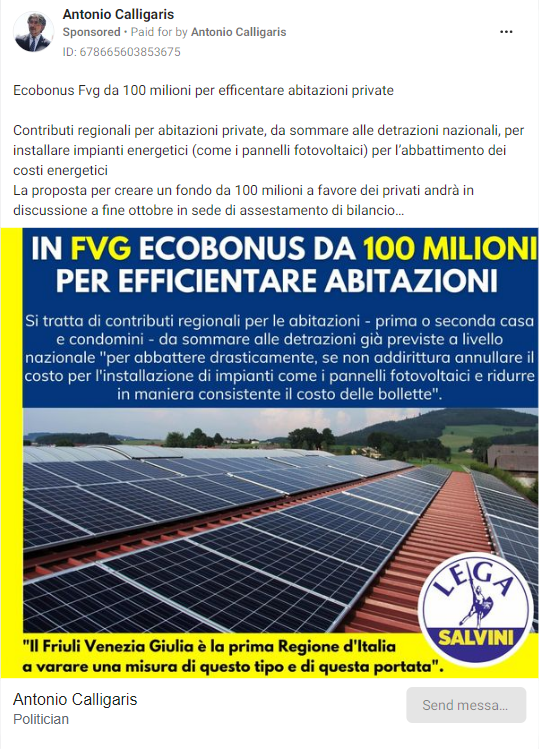 Antonio Calligaris
Sponsored • Paid for by Antonio Calligaris
ID: 678665603853675
Ecobonus Fvg da 100 milioni per efficentare abitazioni private
Contributi regionali per abitazioni private, da sommare alle detrazioni nazionali, per
installare impianti energetici (come i pannelli fotovoltaici) per l’abbattimento dei
costi energetici
La proposta per creare un fondo da 100 milioni a favore dei privati andrà in
discussione a fine ottobre in sede di assestamento di bilancio…
IN FVG ECOBONUS DA 100 MILIONI
PER EFFICIENTARE ABITAZIONI
Si tratta di contributi regionali per le abitazioni - prima o seconda casa
e condomini - da sommare alle detrazioni già previste a livello
nazionale "per abbattere drasticamente, se non addirittura annullare il
costo per l'installazione di impianti come i pannelli fotovoltaici e ridurre
in maniera consistente il costo delle bollette".
LEGA
SALVINI
"Il Friuli Venezia Giulia è la prima Regione d'Italia
a varare una misura di questo tipo e di questa portata".
Antonio Calligaris
Politician
Send messa...